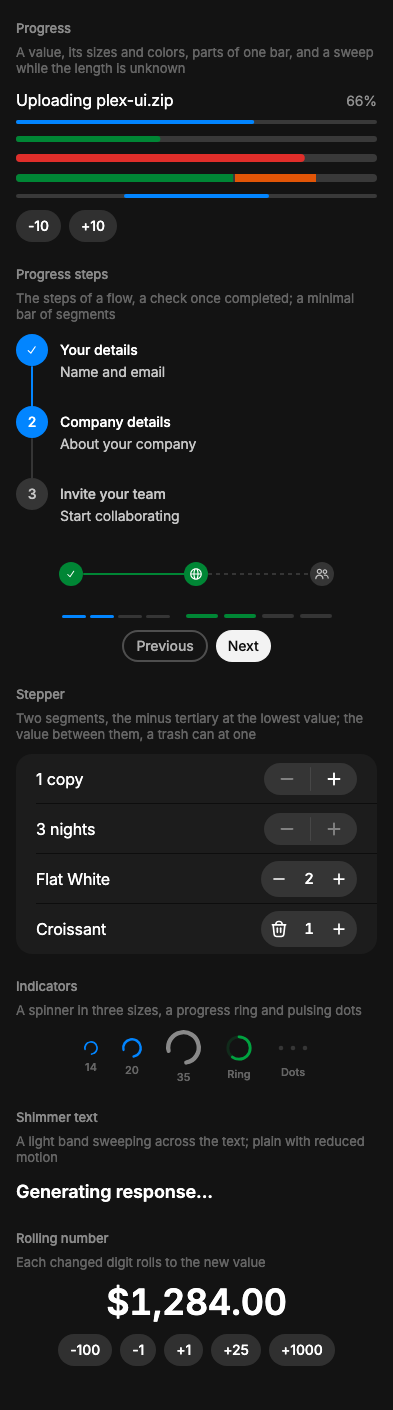 Progress
A value, its sizes and colors, parts of one bar, and a sweep
while the length is unknown
Uploading plex-ui.zip 66%
-10 +10
Progress steps
The steps of a flow, a check once completed; a minimal
bar of segments
Your details
Name and email
2 Company details
About your company
3 Invite your team
Start collaborating
Previous Next
Stepper
Two segments, the minus tertiary at the lowest value; the
value between them, a trash can at one
1 copy − +
3 nights − +
Flat White − 2 +
Croissant 1 +
Indicators
A spinner in three sizes, a progress ring and pulsing dots
14 20 35 Ring Dots
Shimmer text
A light band sweeping across the text; plain with reduced
motion
Generating response...
Rolling number
Each changed digit rolls to the new value
$1,284.00
-100 -1 +1 +25 +1000